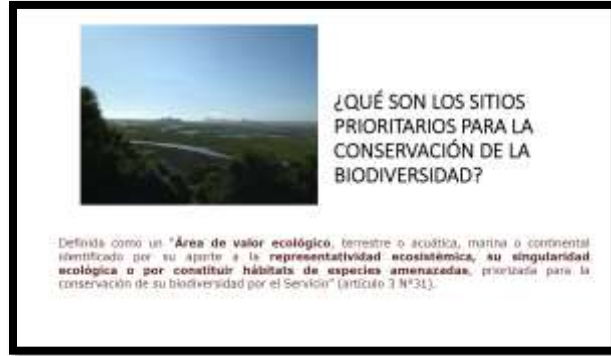 ¿QUÉ SON LOS SITIOS
PRIORITARIOS PARA LA
CONSERVACIÓN DE LA
BIODIVERSIDAD?
Definida como un "Área de valor ecológico, terrestre o acuática, marina o continental
identificado por su aporte a la representatividad ecosistémica, su singularidad
ecológica o por constituir hábitats de especies amenazadas, priorizada para la
conservación de su biodiversidad por el Servicio" (artículo 3 N°31).